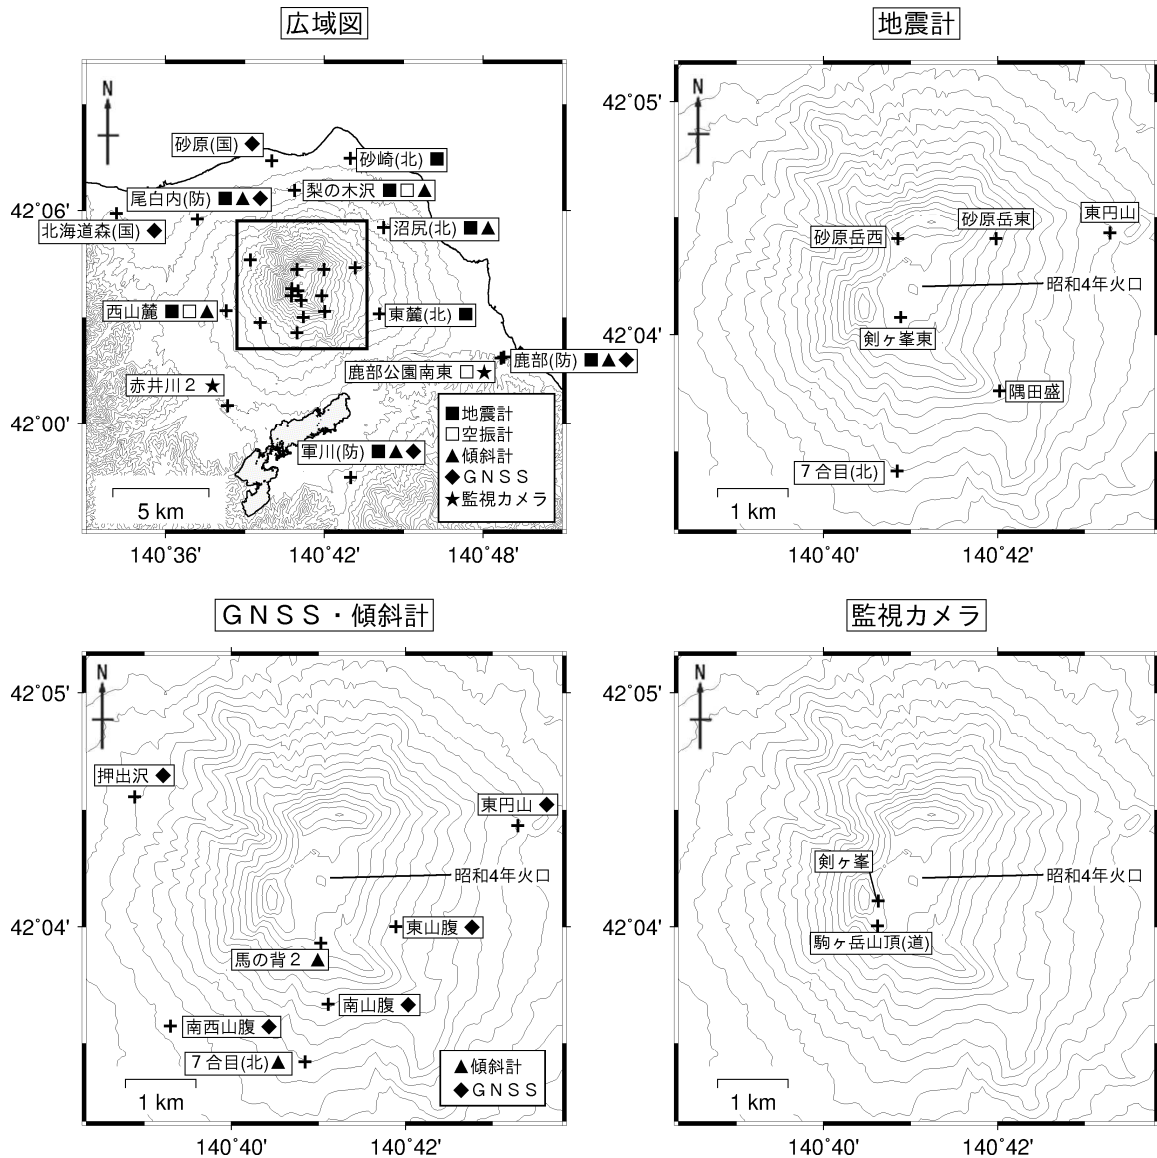 広域図
N
砂原(国) ◆
砂崎(北) ■
尾白内(防) ■▲◆
梨の木沢 ■□▲
42˚06'
北海道森(国) ◆
沼尻(北) ■▲
西山麓 ■□▲
東麓(北) ■
鹿部(防) ■▲◆
鹿部公園南東 □★
赤井川2 ★
42˚00'
軍川(防) ■▲◆
■地震計
□空振計
▲傾斜計
◆GNSS
★監視カメラ
5 km
140˚36'
140˚42'
140˚48'
地震計
42˚05'
N
東円山
砂原岳東
砂原岳西
昭和4年火口
42˚04'
剣ヶ峯東
隅田盛
7合目(北)
1 km
140˚40'
140˚42'
GNSS・傾斜計
N
42˚05'
押出沢 ◆
東円山 ◆
昭和4年火口
42˚04'
東山腹 ◆
馬の背2 ▲
南山腹 ◆
南西山腹 ◆
7合目(北) ▲
▲傾斜計
◆GNSS
1 km
140˚40'
140˚42'
監視カメラ
N
42˚05'
剣ヶ峯
昭和4年火口
42˚04'
駒ヶ岳山頂(道)
1 km
140˚40'
140˚42'